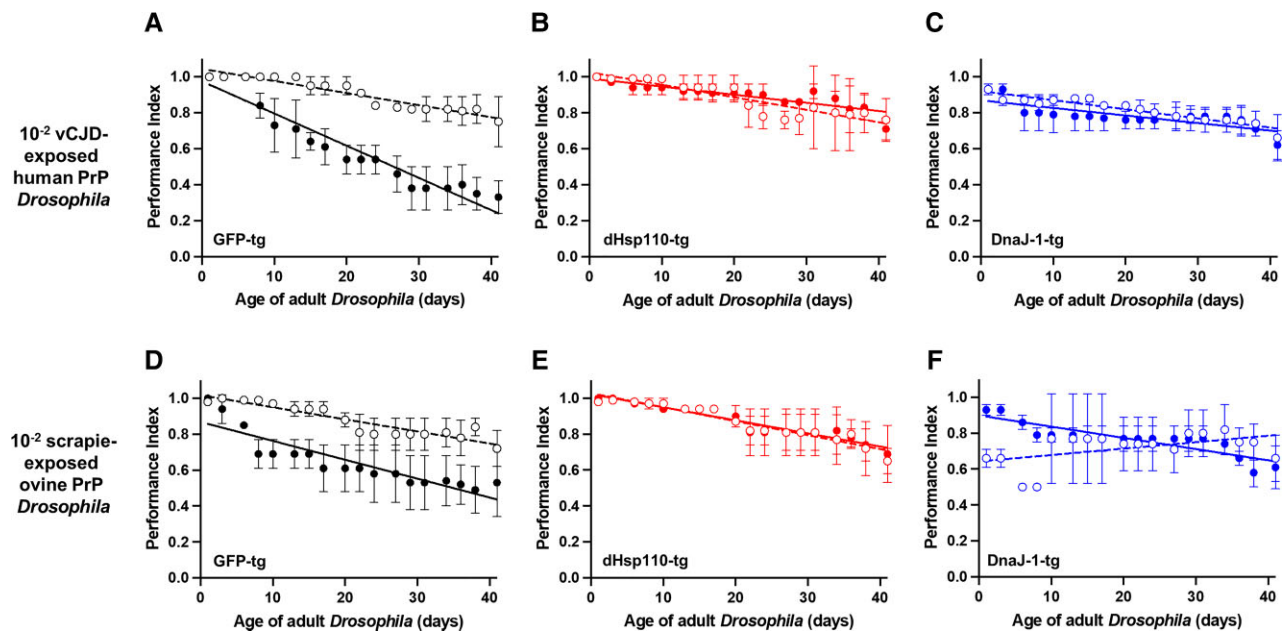 A
B
C
10⁻² vCJD-
exposed
human PrP
Drosophila
Performance Index
1.0
0.8
0.6
0.4
0.2
0.0
GFP-tg
0 10 20 30 40
Age of adult Drosophila (days)
Performance Index
1.0
0.8
0.6
0.4
0.2
0.0
dHsp110-tg
0 10 20 30 40
Age of adult Drosophila (days)
Performance Index
1.0
0.8
0.6
0.4
0.2
0.0
DnaJ-1-tg
0 10 20 30 40
Age of adult Drosophila (days)
D
E
F
10⁻² scrapie-
exposed
ovine PrP
Drosophila
Performance Index
1.0
0.8
0.6
0.4
0.2
0.0
GFP-tg
0 10 20 30 40
Age of adult Drosophila (days)
Performance Index
1.0
0.8
0.6
0.4
0.2
0.0
dHsp110-tg
0 10 20 30 40
Age of adult Drosophila (days)
Performance Index
1.0
0.8
0.6
0.4
0.2
0.0
DnaJ-1-tg
0 10 20 30 40
Age of adult Drosophila (days)